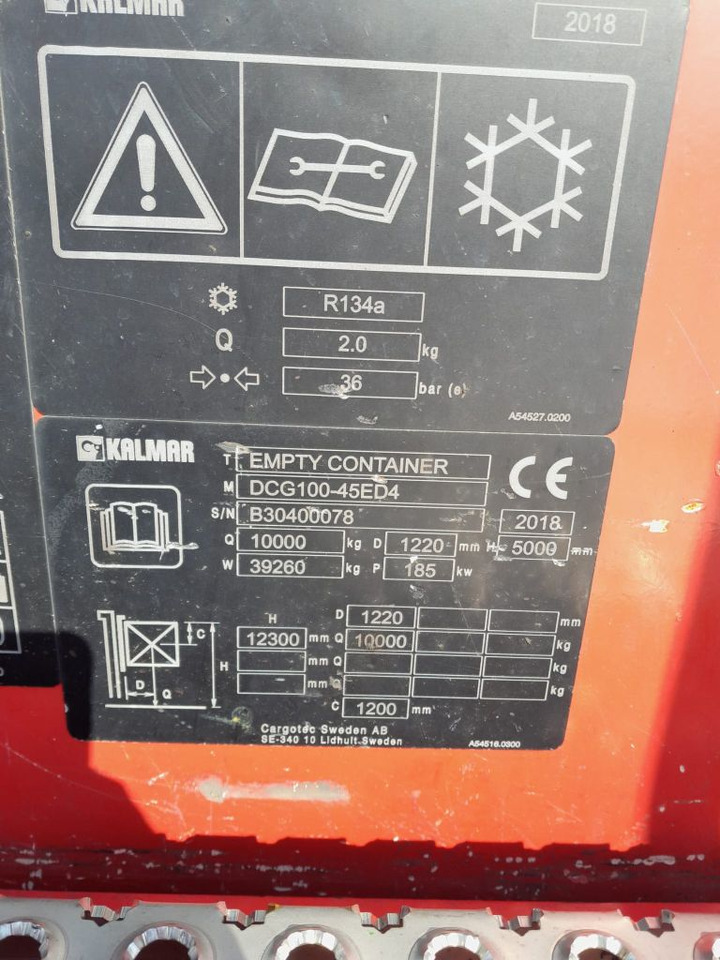 KALMAR 2018
R134a
Q 2.0 kg
36 bar (e)
A54527.0200
KALMAR T EMPTY CONTAINER CE
M DCG100-45ED4
S/N B30400078 2018
Q 10000 kg D 1220 mm H 5000 mm
W 39260 kg P 185 kw
H D 1220 mm
12300 mm Q 10000 kg
mm Q kg
mm Q kg
C 1200 mm
C
H
D Q
Cargotec Sweden AB
SE-340 10 Lidhult Sweden A54516.0300